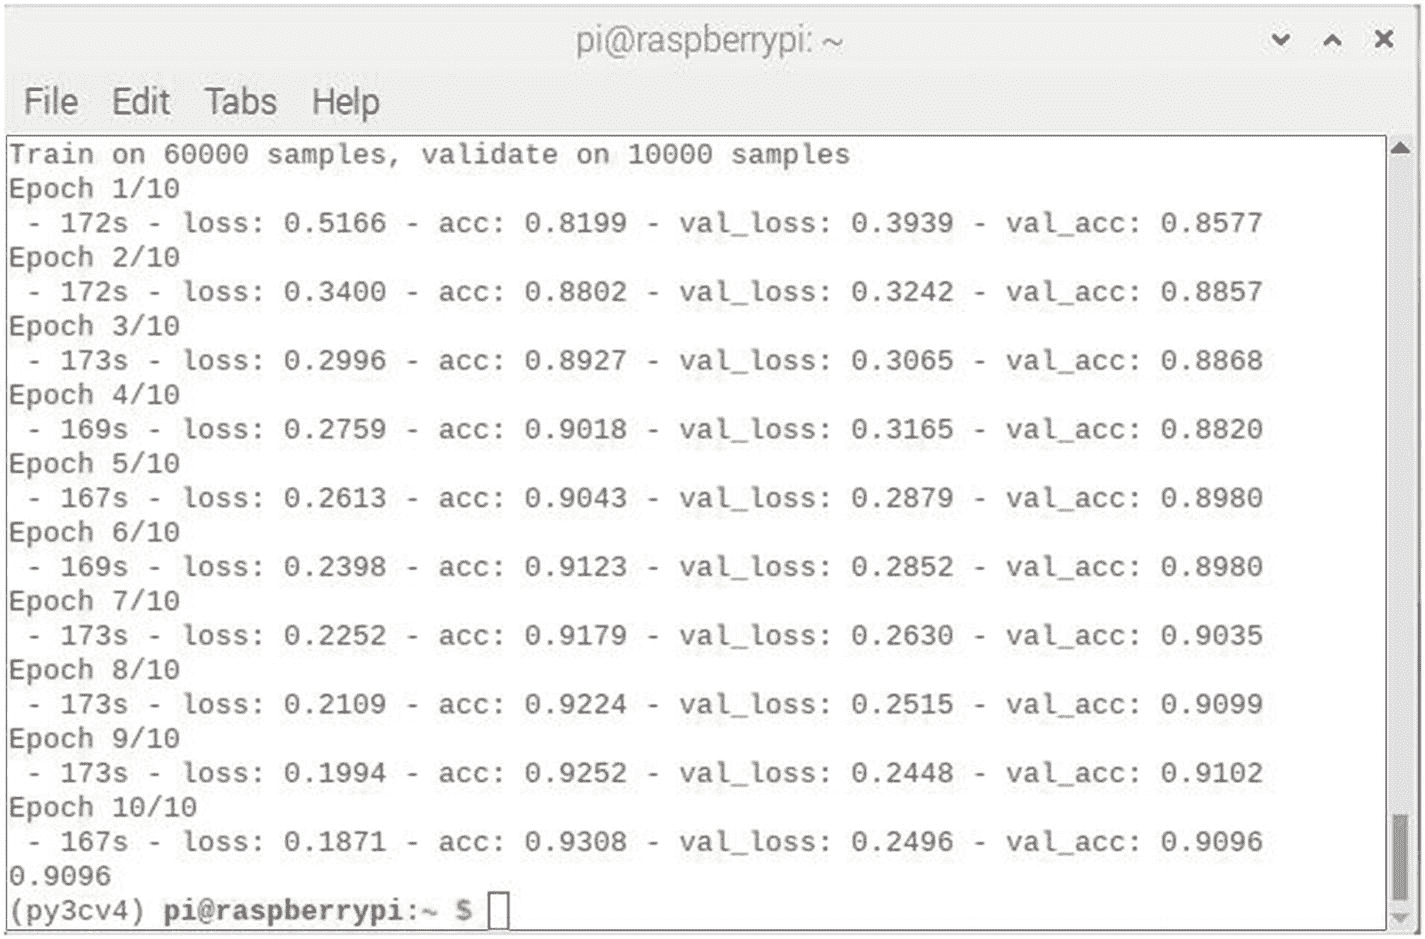 pi@raspberrypi: ~
File Edit Tabs Help
Train on 60000 samples, validate on 10000 samples
Epoch 1/10
 - 172s - loss: 0.5166 - acc: 0.8199 - val_loss: 0.3939 - val_acc: 0.8577
Epoch 2/10
 - 172s - loss: 0.3400 - acc: 0.8802 - val_loss: 0.3242 - val_acc: 0.8857
Epoch 3/10
 - 173s - loss: 0.2996 - acc: 0.8927 - val_loss: 0.3065 - val_acc: 0.8868
Epoch 4/10
 - 169s - loss: 0.2759 - acc: 0.9018 - val_loss: 0.3165 - val_acc: 0.8820
Epoch 5/10
 - 167s - loss: 0.2613 - acc: 0.9043 - val_loss: 0.2879 - val_acc: 0.8980
Epoch 6/10
 - 169s - loss: 0.2398 - acc: 0.9123 - val_loss: 0.2852 - val_acc: 0.8980
Epoch 7/10
 - 173s - loss: 0.2252 - acc: 0.9179 - val_loss: 0.2630 - val_acc: 0.9035
Epoch 8/10
 - 173s - loss: 0.2109 - acc: 0.9224 - val_loss: 0.2515 - val_acc: 0.9099
Epoch 9/10
 - 173s - loss: 0.1994 - acc: 0.9252 - val_loss: 0.2448 - val_acc: 0.9102
Epoch 10/10
 - 167s - loss: 0.1871 - acc: 0.9308 - val_loss: 0.2496 - val_acc: 0.9096
0.9096
(py3cv4) pi@raspberrypi:~ $